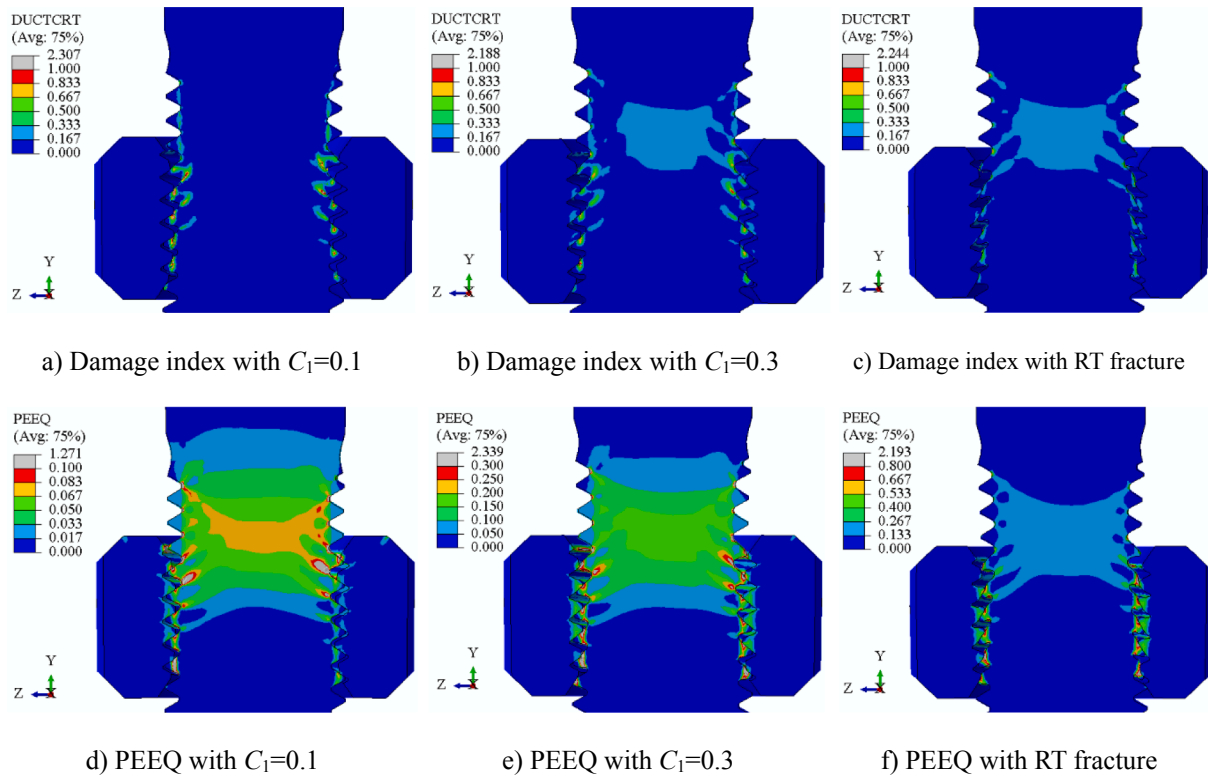 DUCTCRT
(Avg: 75%)
2.307
1.000
0.833
0.667
0.500
0.333
0.167
0.000
Y
Z
X
a) Damage index with C1=0.1
DUCTCRT
(Avg: 75%)
2.188
1.000
0.833
0.667
0.500
0.333
0.167
0.000
Y
Z
X
b) Damage index with C1=0.3
DUCTCRT
(Avg: 75%)
2.244
1.000
0.833
0.667
0.500
0.333
0.167
0.000
Y
Z
X
c) Damage index with RT fracture
PEEQ
(Avg: 75%)
1.271
0.100
0.083
0.067
0.050
0.033
0.017
0.000
Y
Z
X
d) PEEQ with C1=0.1
PEEQ
(Avg: 75%)
2.339
0.300
0.250
0.200
0.150
0.100
0.050
0.000
Y
Z
X
e) PEEQ with C1=0.3
PEEQ
(Avg: 75%)
2.193
0.800
0.667
0.533
0.400
0.267
0.133
0.000
Y
Z
X
f) PEEQ with RT fracture